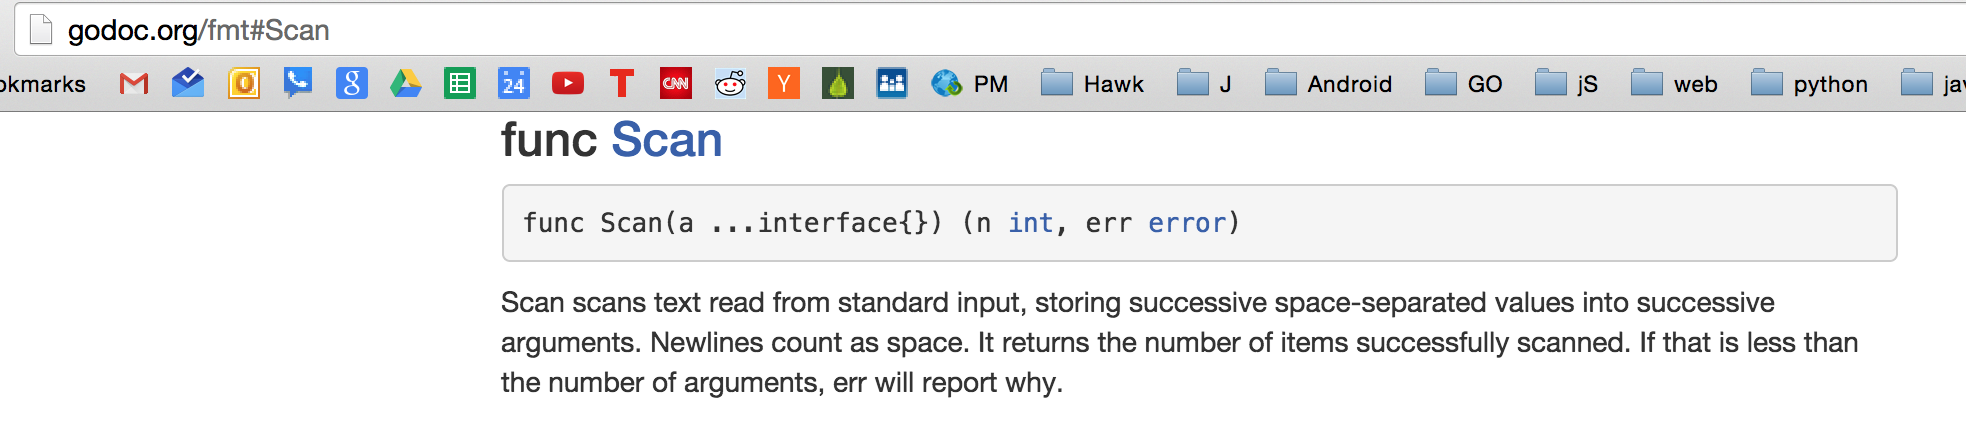 godoc.org/fmt#Scan
okmarks 24 CNN Y PM Hawk J Android GO jS web python jav
func Scan
func Scan(a ...interface{}) (n int, err error)
Scan scans text read from standard input, storing successive space-separated values into successive
arguments. Newlines count as space. It returns the number of items successfully scanned. If that is less than
the number of arguments, err will report why.